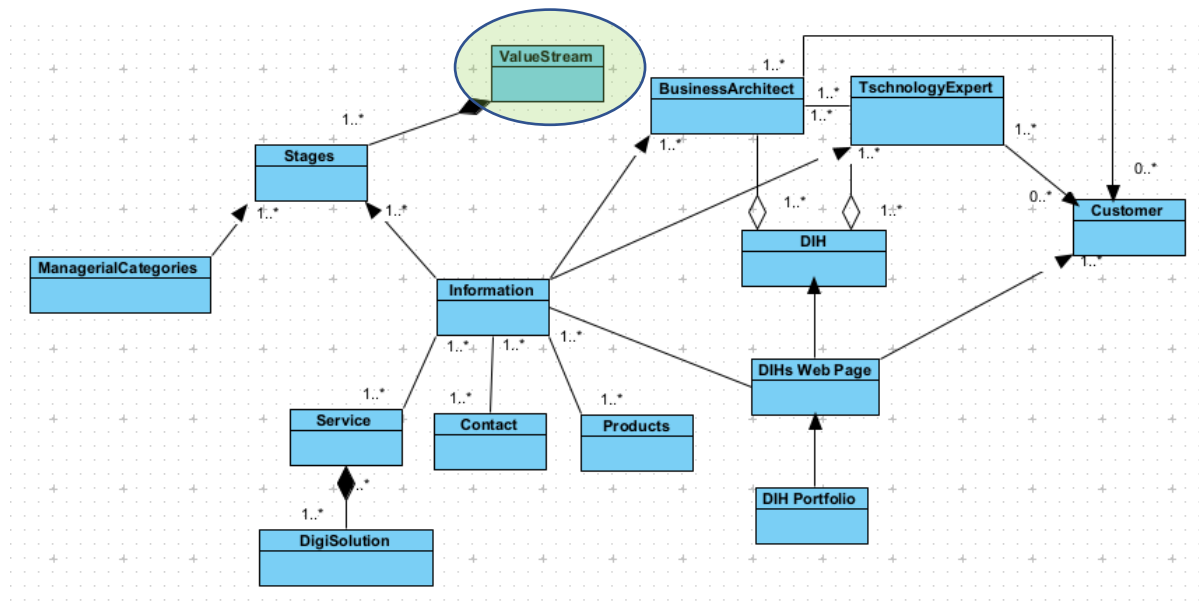 ValueStream
1..*
BusinessArchitect
1..*
1..*
TschnologyExpert
1..*
1..*
Stages
1..*
1..*
0..*
0..*
Customer
1..*
1..*
1..*
1..*
DIH
ManagerialCategories
1..*
Information
1..*
1..*
1..*
DIHs Web Page
1..*
1..*
1..*
Service
Contact
Products
..*
1..*
DIH Portfolio
DigiSolution